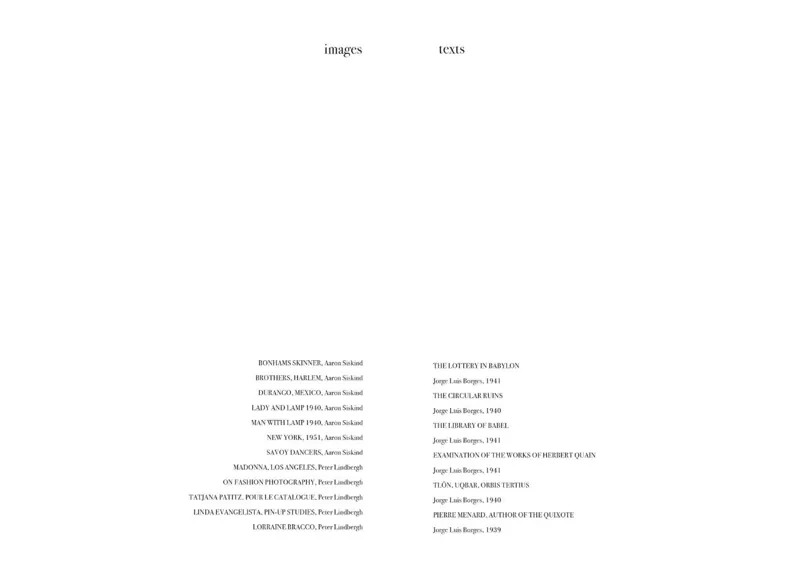 images
texts
BONHAMS SKINNER, Aaron Siskind
BROTHERS, HARLEM, Aaron Siskind
DURANGO, MEXICO, Aaron Siskind
LADY AND LAMP 1940, Aaron Siskind
MAN WITH LAMP 1940, Aaron Siskind
NEW YORK, 1951, Aaron Siskind
SAVOY DANCERS, Aaron Siskind
MADONNA, LOS ANGELES, Peter Lindbergh
ON FASHION PHOTOGRAPHY, Peter Lindbergh
TATJANA PATITZ, POUR LE CATALOGUE, Peter Lindbergh
LINDA EVANGELISTA, PIN-UP STUDIES, Peter Lindbergh
LORRAINE BRACCO, Peter Lindbergh
THE LOTTERY IN BABYLON
Jorge Luis Borges, 1941
THE CIRCULAR RUINS
Jorge Luis Borges, 1940
THE LIBRARY OF BABEL
Jorge Luis Borges, 1941
EXAMINATION OF THE WORKS OF HERBERT QUAIN
Jorge Luis Borges, 1941
TLÖN, UQBAR, ORBIS TERTIUS
Jorge Luis Borges, 1940
PIERRE MENARD, AUTHOR OF THE QUIXOTE
Jorge Luis Borges, 1939